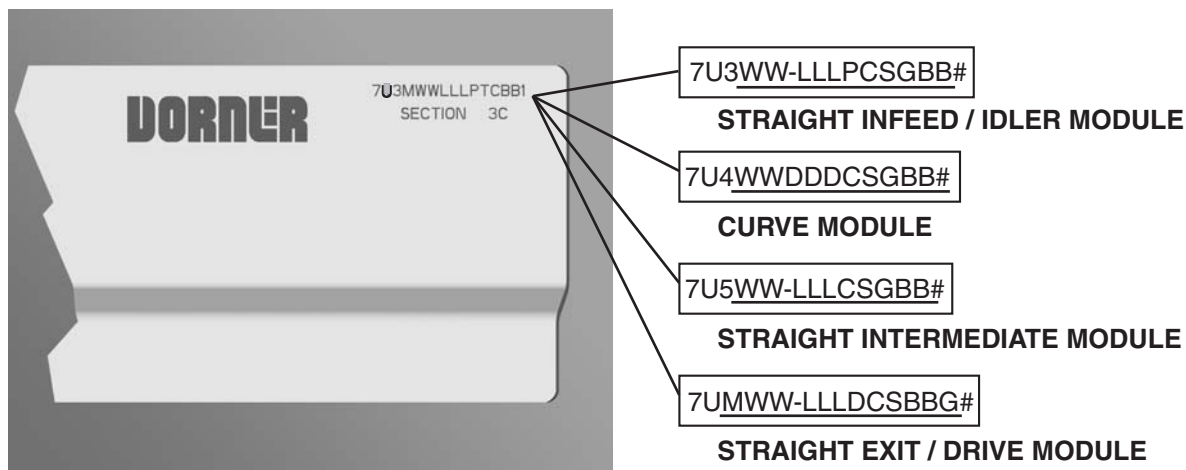 DORNER
7U3MWWLLLPTCBB1
SECTION 3C
7U3WW-LLLPCSGBB#
STRAIGHT INFEED / IDLER MODULE
7U4WWDDDCSGBB#
CURVE MODULE
7U5WW-LLLCSGBB#
STRAIGHT INTERMEDIATE MODULE
7UMWW-LLLDCSBBG#
STRAIGHT EXIT / DRIVE MODULE